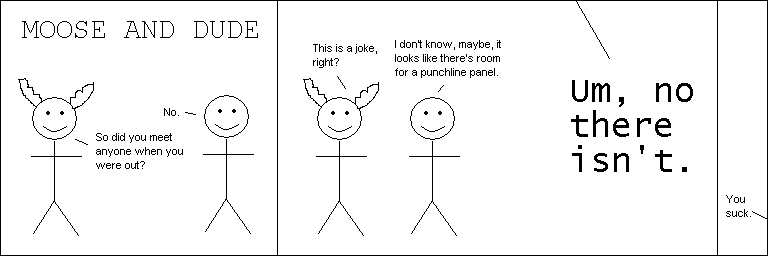 MOOSE AND DUDE
So did you meet
anyone when you
were out?
No.
This is a joke,
right?
I don't know, maybe, it
looks like there's room
for a punchline panel.
Um, no
there
isn't.
You
suck.